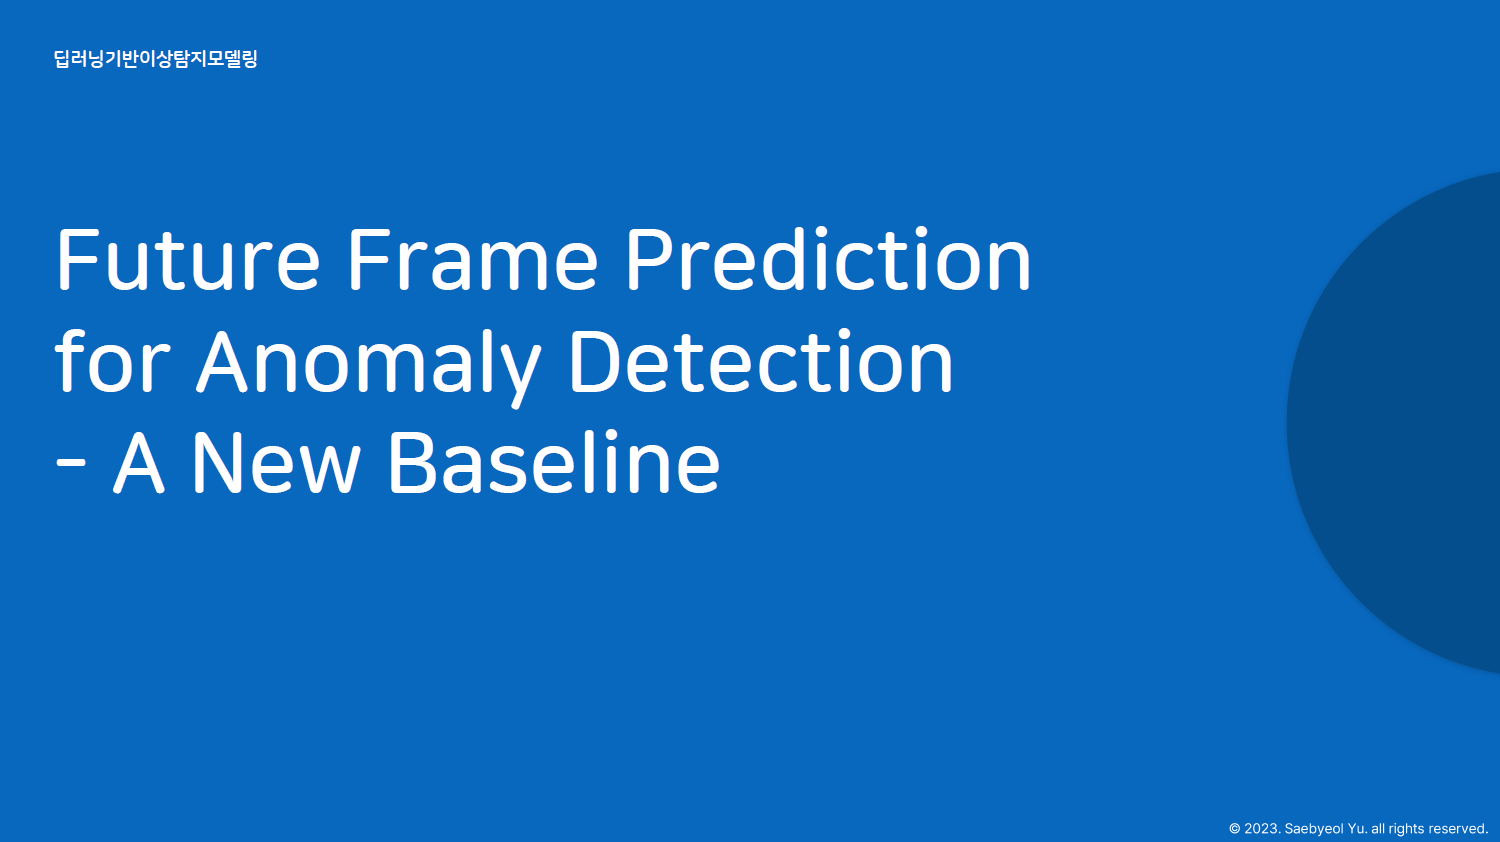 딥러닝기반이상탐지모델링
Future Frame Prediction
for Anomaly Detection
- A New Baseline
© 2023. Saebyeol Yu. all rights reserved.